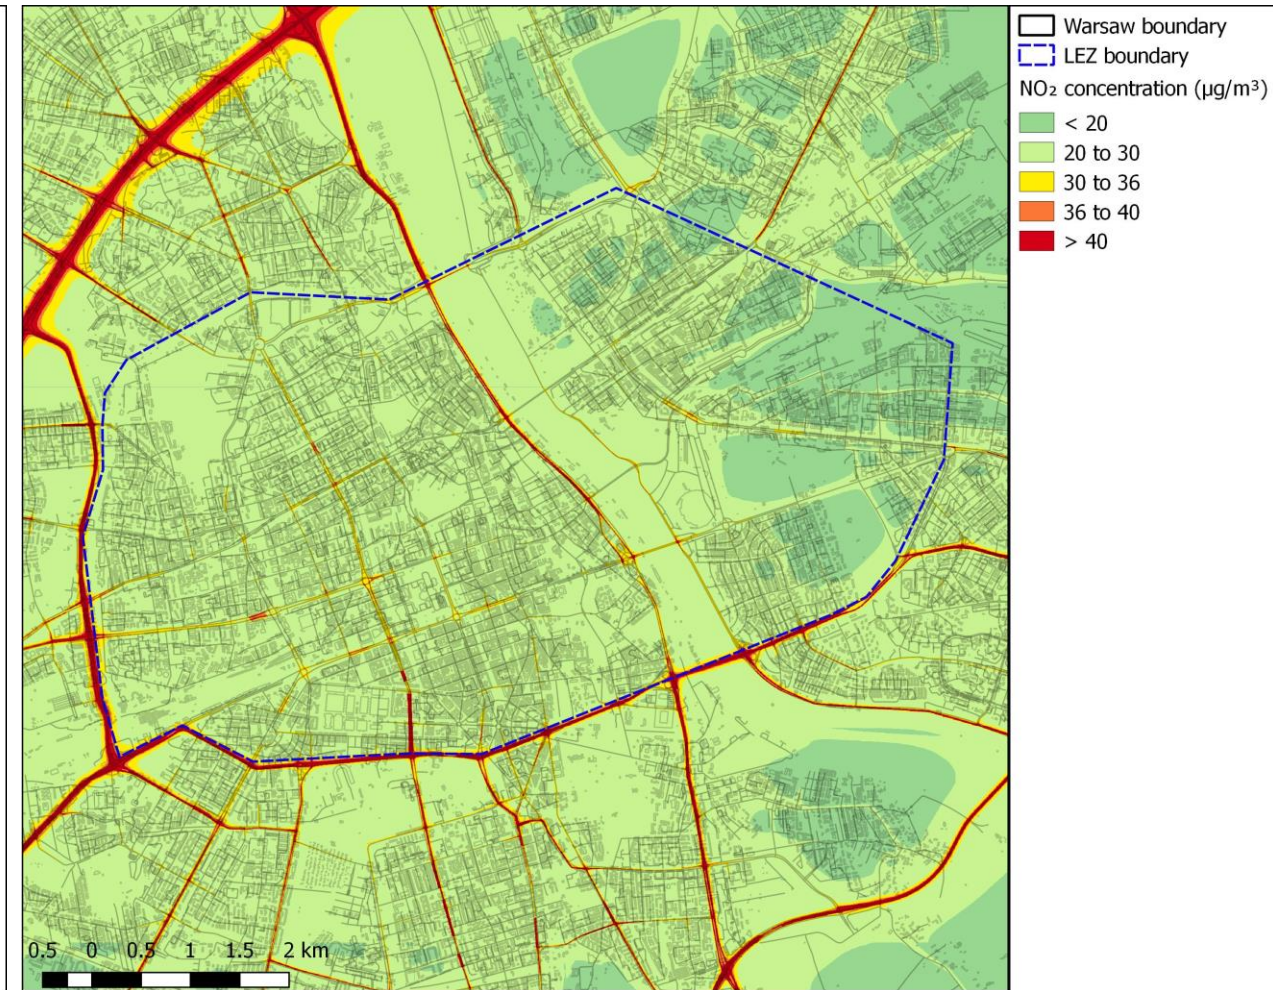 Warsaw boundary
LEZ boundary
NO₂ concentration (µg/m³)
< 20
20 to 30
30 to 36
36 to 40
> 40
0.5 0 0.5 1 1.5 2 km